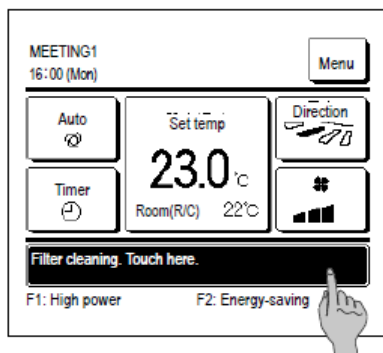 MEETING1
16:00 (Mon)
Menu
Auto
Set temp
Direction
23.0 °C
Timer
Room(R/C) 22°C
Filter cleaning. Touch here.
F1: High power F2: Energy-saving